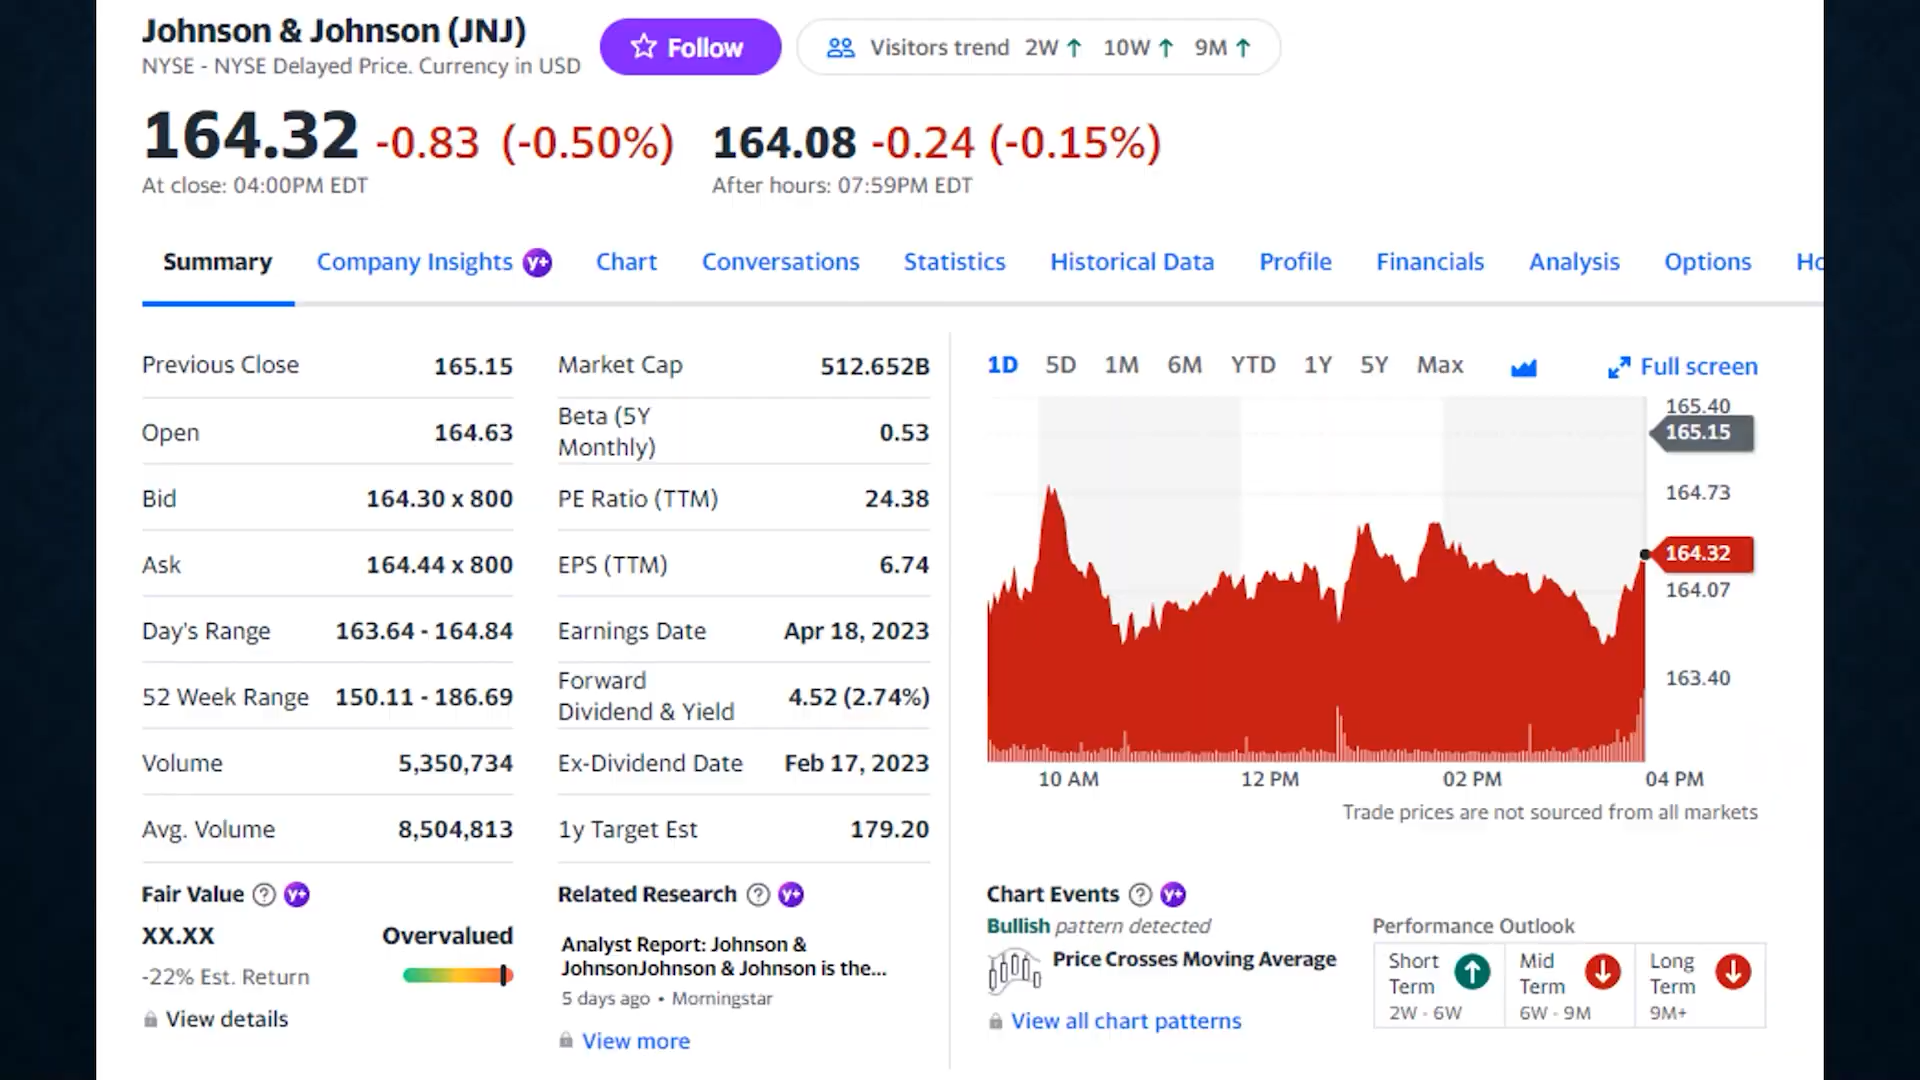 Johnson & Johnson (JNJ)
NYSE - NYSE Delayed Price. Currency in USD
Follow
Visitors trend 2W 10W 9M
164.32 -0.83 (-0.50%)
At close: 04:00PM EDT
164.08 -0.24 (-0.15%)
After hours: 07:59PM EDT
Summary Company Insights y+ Chart Conversations Statistics Historical Data Profile Financials Analysis Options Ho
Previous Close 165.15
Open 164.63
Bid 164.30 x 800
Ask 164.44 x 800
Day's Range 163.64 - 164.84
52 Week Range 150.11 - 186.69
Volume 5,350,734
Avg. Volume 8,504,813
Market Cap 512.652B
Beta (5Y
Monthly) 0.53
PE Ratio (TTM) 24.38
EPS (TTM) 6.74
Earnings Date Apr 18, 2023
Forward
Dividend & Yield 4.52 (2.74%)
Ex-Dividend Date Feb 17, 2023
1y Target Est 179.20
1D 5D 1M 6M YTD 1Y 5Y Max Full screen
165.40
165.15
164.73
164.32
164.07
163.40
10 AM 12 PM 02 PM 04 PM
Trade prices are not sourced from all markets
Fair Value ? y+
XX.XX Overvalued
-22% Est. Return
View details
Related Research ? y+
Analyst Report: Johnson &
JohnsonJohnson & Johnson is the...
5 days ago • Morningstar
View more
Chart Events ? y+
Bullish pattern detected
Price Crosses Moving Average
View all chart patterns
Performance Outlook
Short
Term
2W - 6W
Mid
Term
6W - 9M
Long
Term
9M+